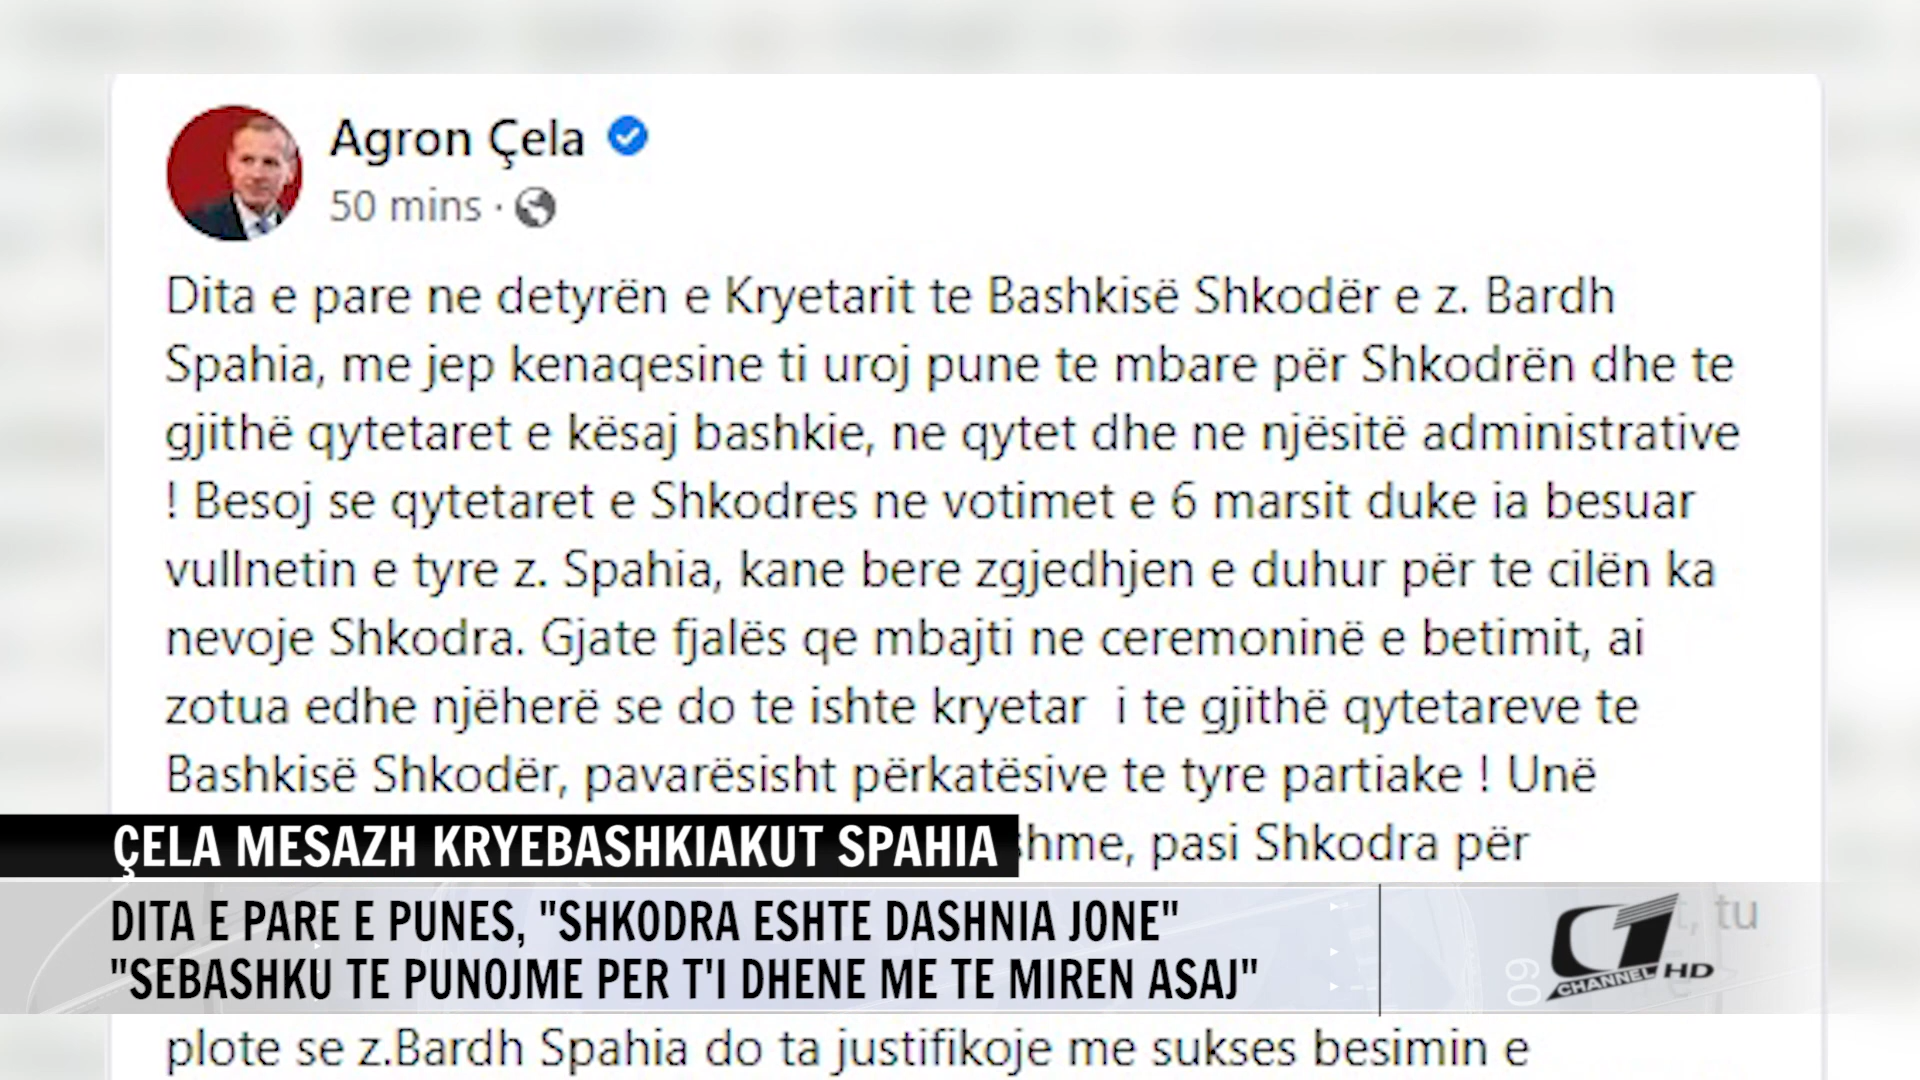 Agron Çela
50 mins ·
Dita e pare ne detyrën e Kryetarit te Bashkisë Shkodër e z. Bardh
Spahia, me jep kenaqesine ti uroj pune te mbare për Shkodrën dhe te
gjithë qytetaret e kësaj bashkie, ne qytet dhe ne njësitë administrative
! Besoj se qytetaret e Shkodres ne votimet e 6 marsit duke ia besuar
vullnetin e tyre z. Spahia, kane bere zgjedhjen e duhur për te cilën ka
nevoje Shkodra. Gjate fjalës qe mbajti ne ceremoninë e betimit, ai
zotua edhe njëherë se do te ishte kryetar i te gjithë qytetareve te
Bashkisë Shkodër, pavarësisht përkatësive te tyre partiake ! Unë
ÇELA MESAZH KRYEBASHKIAKUT SPAHIA
hme, pasi Shkodra për
DITA E PARE E PUNES, "SHKODRA ESHTE DASHNIA JONE"
"SEBASHKU TE PUNOJME PER T'I DHENE ME TE MIREN ASAJ"
tu
09
C1 CHANNEL HD
plote se z.Bardh Spahia do ta justifikoje me sukses besimin e